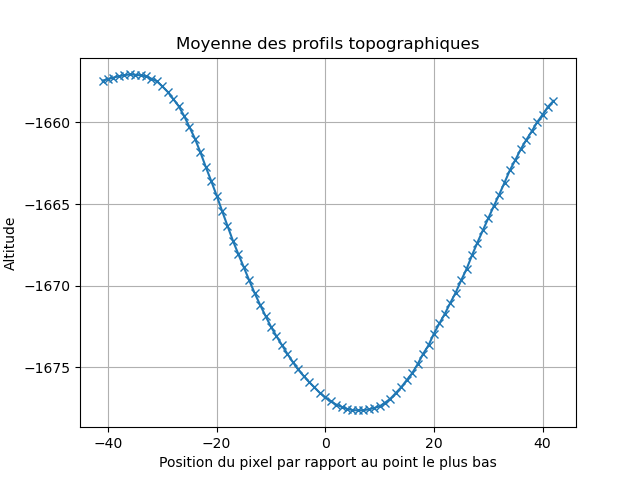 Moyenne des profils topographiques
Altitude
−1660
−1665
−1670
−1675
−40 −20 0 20 40
Position du pixel par rapport au point le plus bas